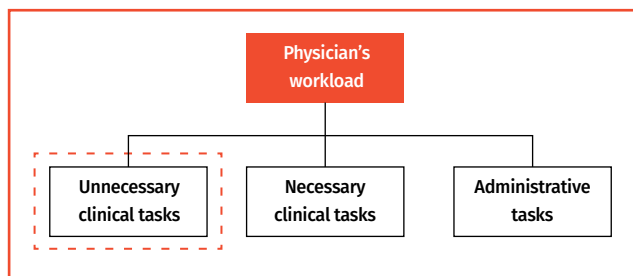 Physician’s
workload
Unnecessary
clinical tasks
Necessary
clinical tasks
Administrative
tasks